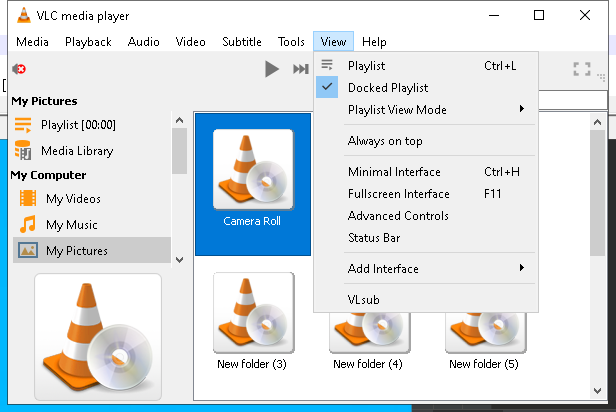 VLC media player
Media Playback Audio Video Subtitle Tools View Help
Playlist Ctrl+L
Docked Playlist
Playlist View Mode
Always on top
Minimal Interface Ctrl+H
Fullscreen Interface F11
Advanced Controls
Status Bar
Add Interface
VLsub
My Pictures
Playlist [00:00]
Media Library
My Computer
My Videos
My Music
My Pictures
Camera Roll
New folder (3) New folder (4) New folder (5)